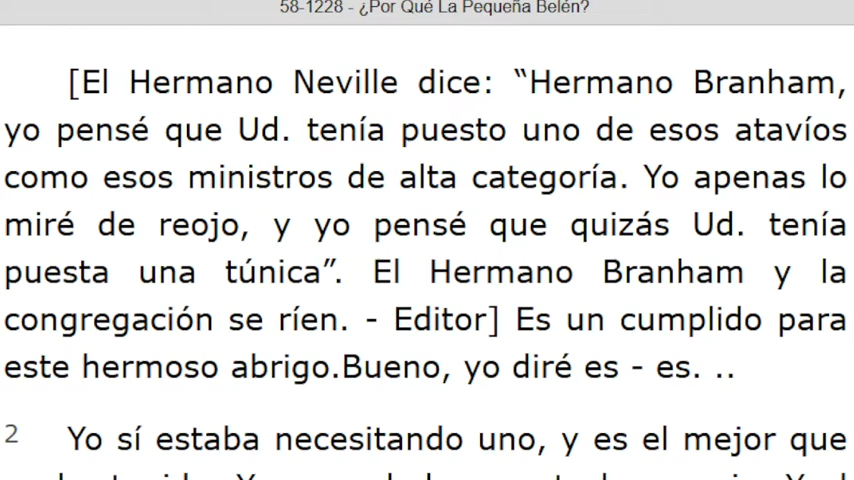 58-1228 - ¿Por Qué La Pequeña Belén?
[El Hermano Neville dice: “Hermano Branham,
yo pensé que Ud. tenía puesto uno de esos atavíos
como esos ministros de alta categoría. Yo apenas lo
miré de reojo, y yo pensé que quizás Ud. tenía
puesta una túnica”. El Hermano Branham y la
congregación se ríen. - Editor] Es un cumplido para
este hermoso abrigo.Bueno, yo diré es - es. ..
2 Yo sí estaba necesitando uno, y es el mejor que